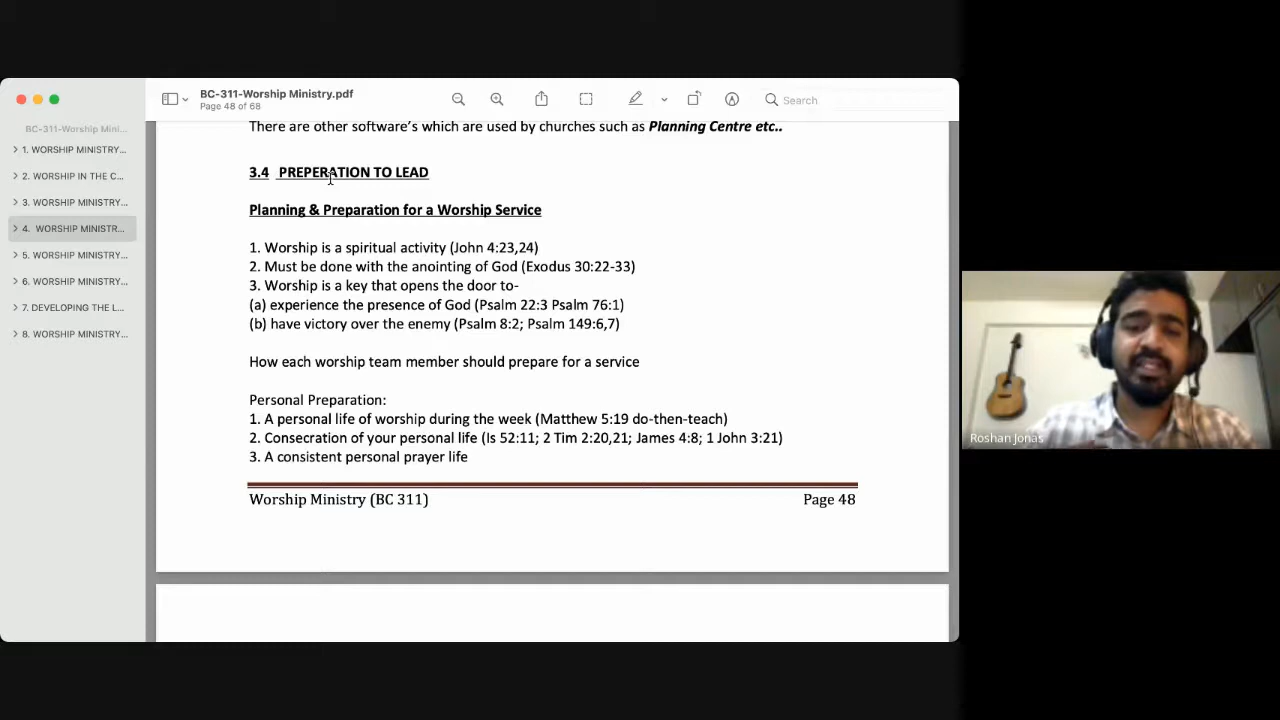 BC-311-Worship Ministry.pdf
Page 48 of 68
Search
BC-311-Worship Mini...
1. WORSHIP MINISTRY...
2. WORSHIP IN THE C...
3. WORSHIP MINISTRY...
4. WORSHIP MINISTR...
5. WORSHIP MINISTRY...
6. WORSHIP MINISTRY...
7. DEVELOPING THE L...
8. WORSHIP MINISTRY...
There are other software's which are used by churches such as Planning Centre etc..
3.4 PREPERATION TO LEAD
Planning & Preparation for a Worship Service
1. Worship is a spiritual activity (John 4:23,24)
2. Must be done with the anointing of God (Exodus 30:22-33)
3. Worship is a key that opens the door to-
(a) experience the presence of God (Psalm 22:3 Psalm 76:1)
(b) have victory over the enemy (Psalm 8:2; Psalm 149:6,7)
How each worship team member should prepare for a service
Personal Preparation:
1. A personal life of worship during the week (Matthew 5:19 do-then-teach)
2. Consecration of your personal life (Is 52:11; 2 Tim 2:20,21; James 4:8; 1 John 3:21)
3. A consistent personal prayer life
Worship Ministry (BC 311)
Page 48
Roshan Jonas